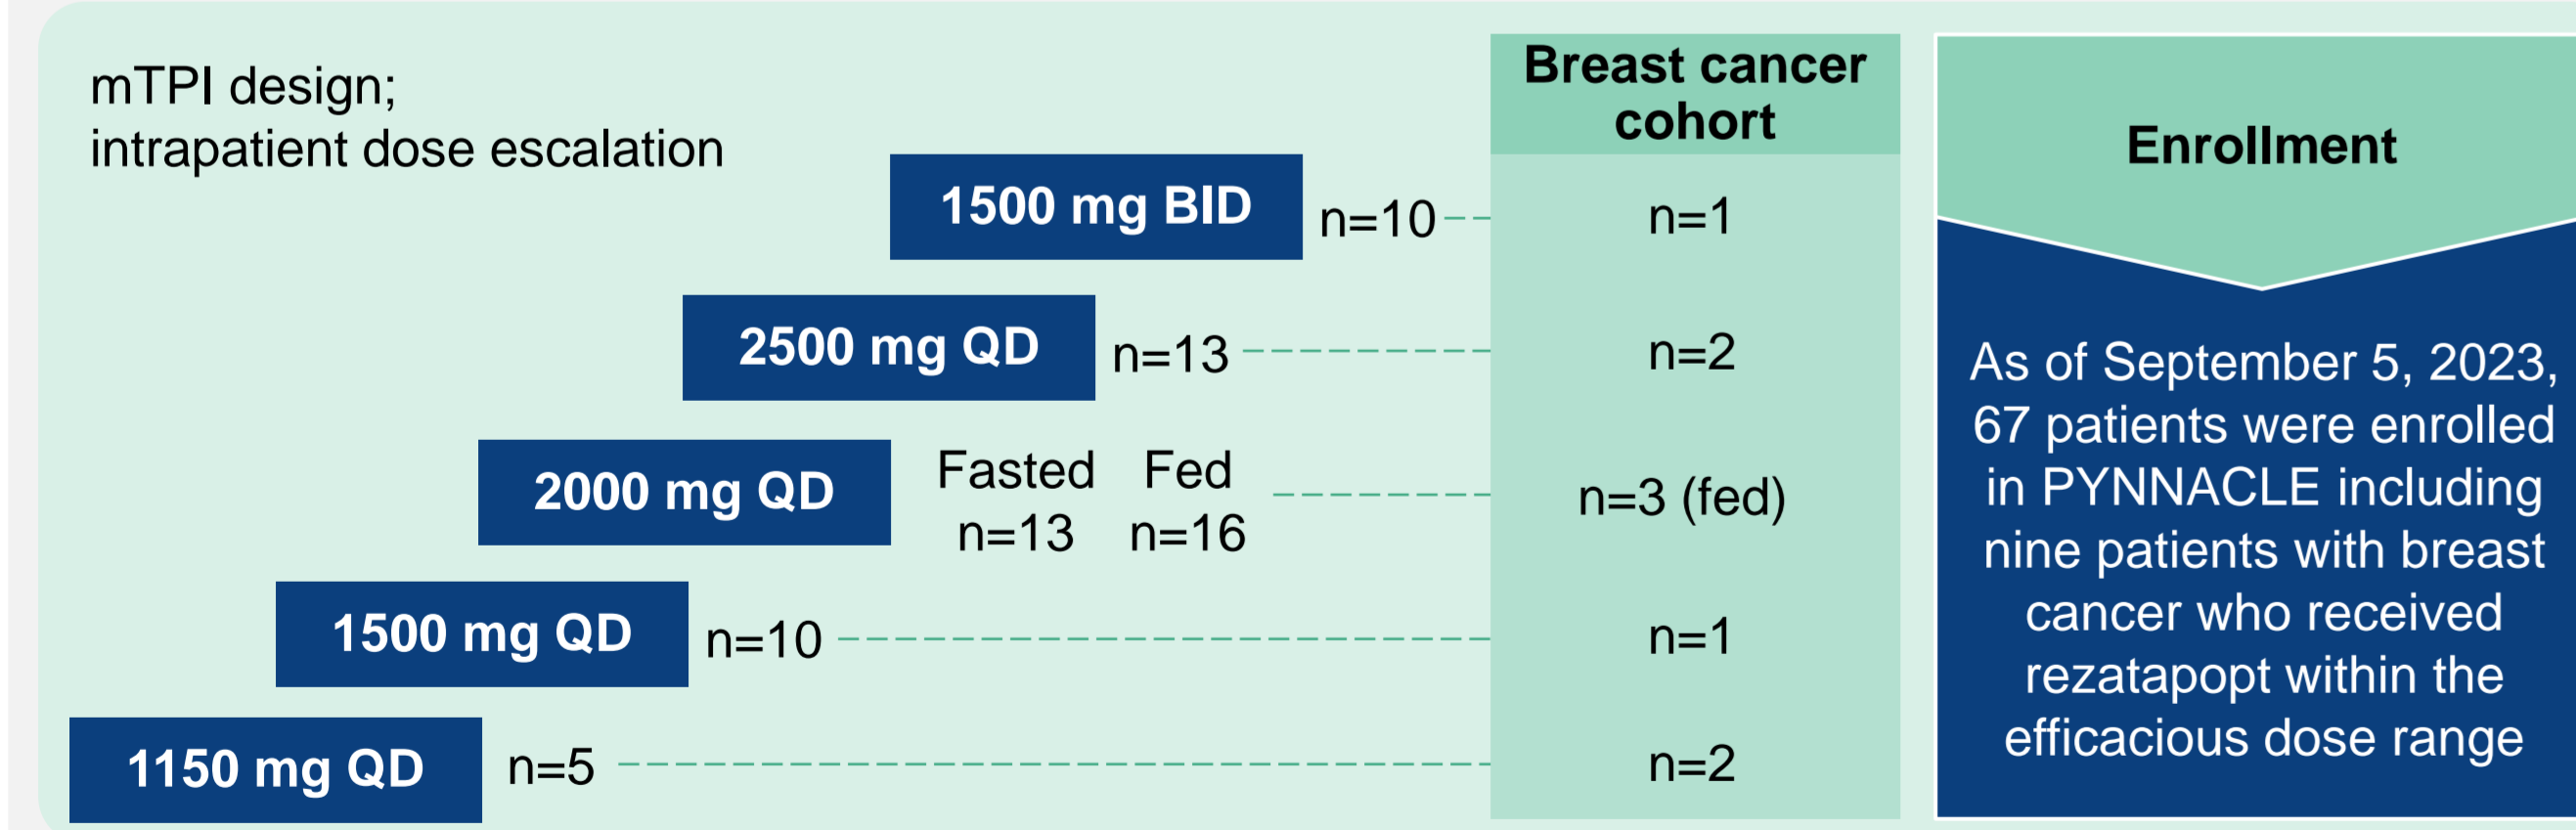 mTPI design;
intrapatient dose escalation
Breast cancer
cohort
1500 mg BID n=10 n=1
2500 mg QD n=13 n=2
2000 mg QD Fasted Fed n=3 (fed)
n=13 n=16
1500 mg QD n=10 n=1
1150 mg QD n=5 n=2
Enrollment
As of September 5, 2023,
67 patients were enrolled
in PYNNACLE including
nine patients with breast
cancer who received
rezatapopt within the
efficacious dose range